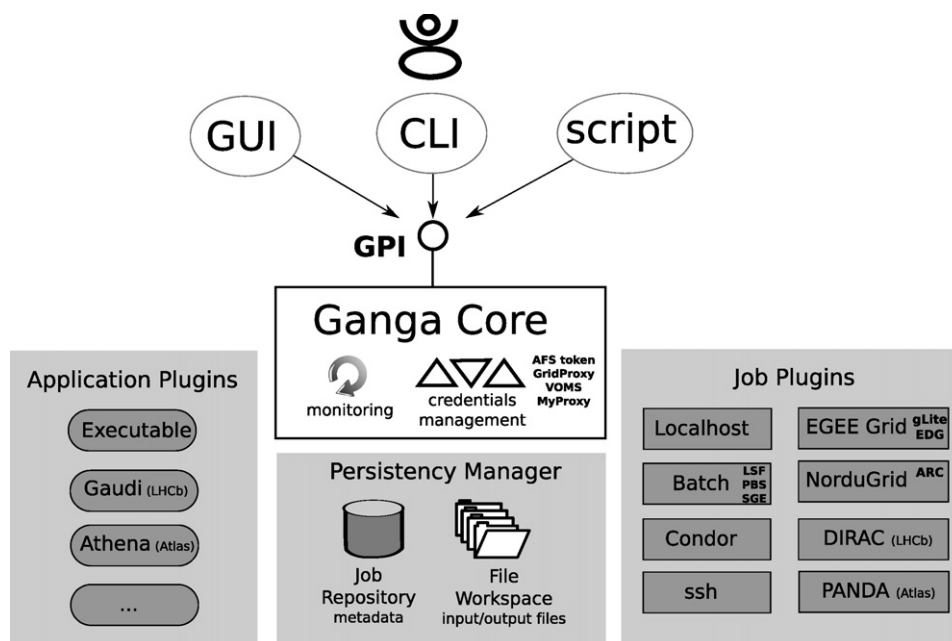 GUI
CLI
script
GPI
Ganga Core
monitoring
credentials
management
AFS token
GridProxy
VOMS
MyProxy
Application Plugins
Executable
Gaudi (LHCb)
Athena (Atlas)
...
Persistency Manager
Job
Repository
metadata
File
Workspace
input/output files
Job Plugins
Localhost
EGEE Grid gLite
EDG
Batch LSF
PBS
SGE
NorduGrid ARC
Condor
DIRAC (LHCb)
ssh
PANDA (Atlas)